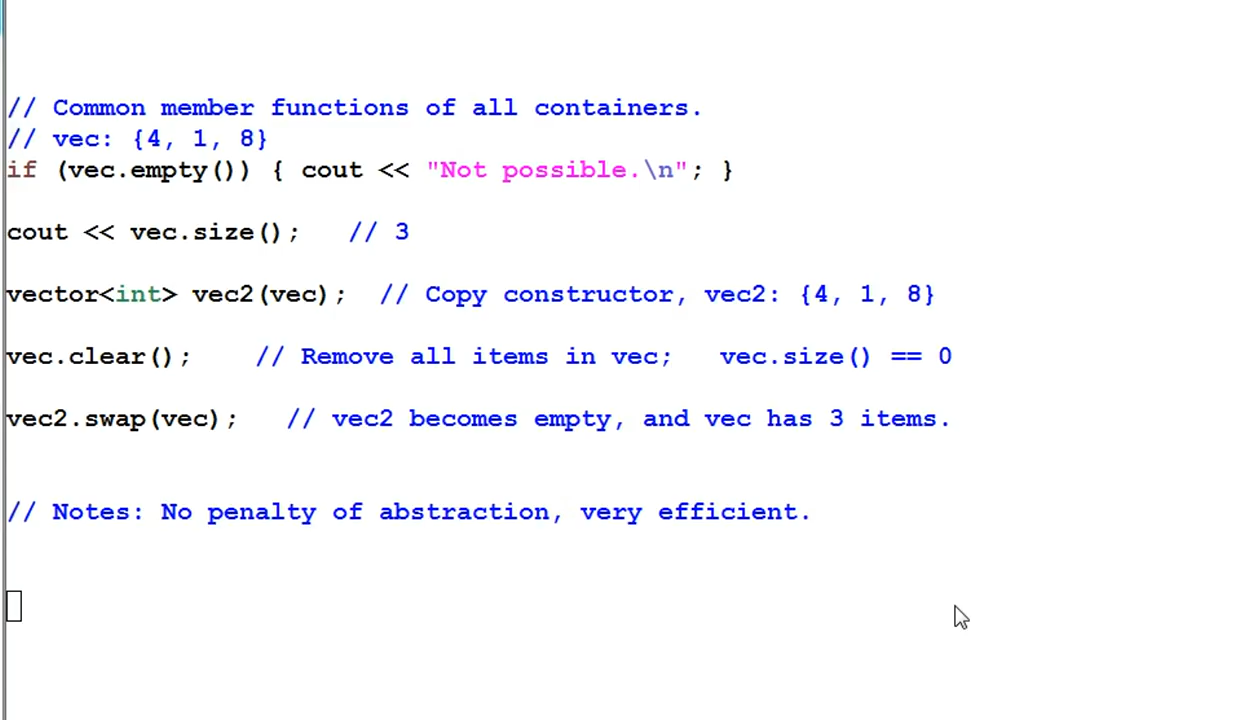 // Common member functions of all containers.
// vec: {4, 1, 8}
if (vec.empty()) { cout << "Not possible.\n"; }
cout << vec.size();   // 3
vector<int> vec2(vec);  // Copy constructor, vec2: {4, 1, 8}
vec.clear();    // Remove all items in vec;   vec.size() == 0
vec2.swap(vec);   // vec2 becomes empty, and vec has 3 items.
// Notes: No penalty of abstraction, very efficient.